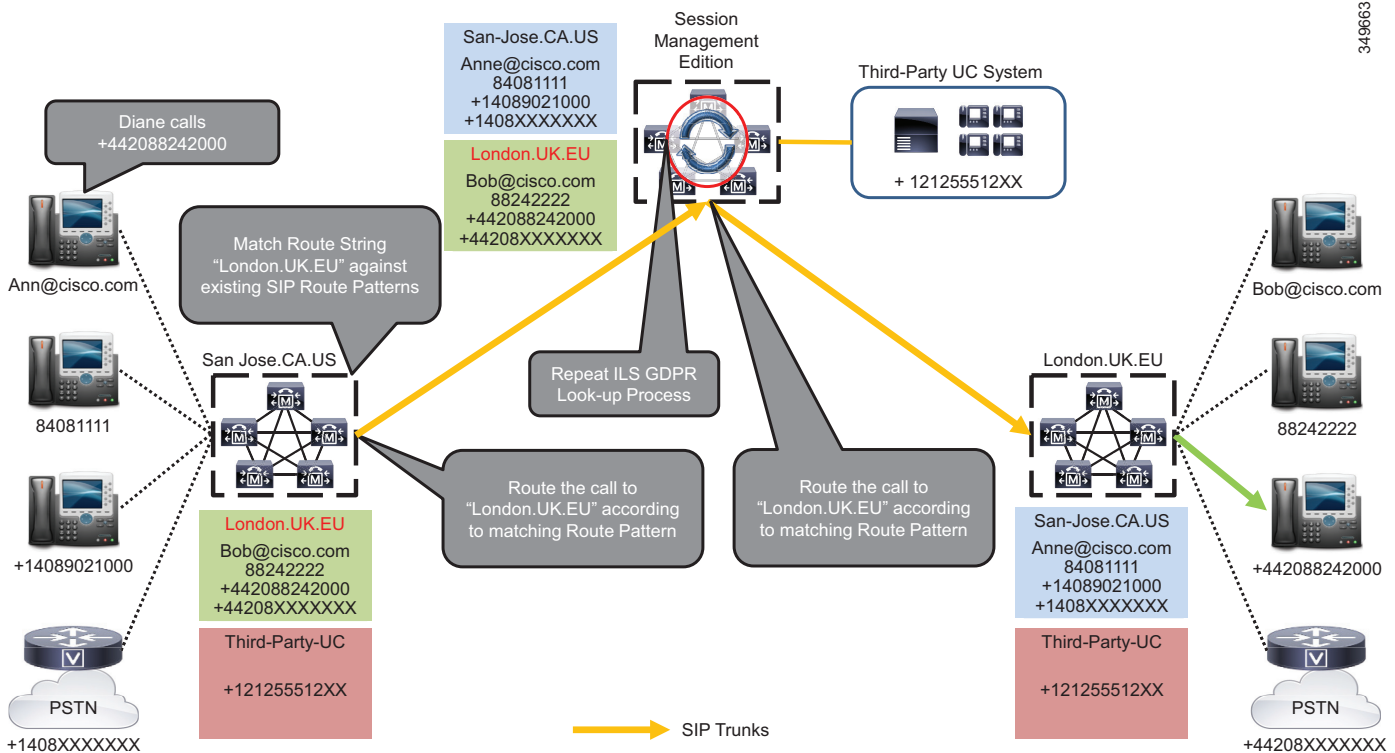 349663
Session
Management
Edition
San-Jose.CA.US
Anne@cisco.com
84081111
+14089021000
+1408XXXXXXX
London.UK.EU
Bob@cisco.com
88242222
+442088242000
+44208XXXXXXX
Third-Party UC System
+ 121255512XX
Diane calls
+442088242000
Match Route String
“London.UK.EU” against
existing SIP Route Patterns
Ann@cisco.com
84081111
+14089021000
PSTN
+1408XXXXXXX
San Jose.CA.US
London.UK.EU
Bob@cisco.com
88242222
+442088242000
+44208XXXXXXX
Third-Party-UC
+121255512XX
M
M
M
M
M
M
M
M
M
Repeat ILS GDPR
Look-up Process
Route the call to
“London.UK.EU” according
to matching Route Pattern
Route the call to
“London.UK.EU” according
to matching Route Pattern
London.UK.EU
M
M
M
M
M
San-Jose.CA.US
Anne@cisco.com
84081111
+14089021000
+1408XXXXXXX
Third-Party-UC
+121255512XX
Bob@cisco.com
88242222
+442088242000
V
PSTN
+44208XXXXXXX
V
SIP Trunks